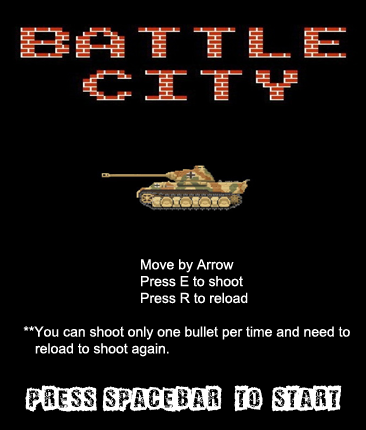 BATTLE
CITY
Move by Arrow
Press E to shoot
Press R to reload
**You can shoot only one bullet per time and need to
reload to shoot again.
PRESS SPACEBAR TO START